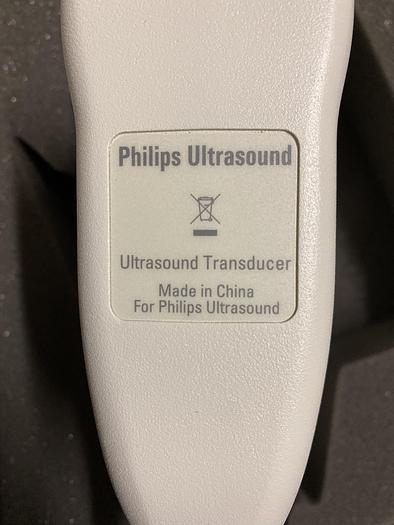 Philips Ultrasound
Ultrasound Transducer
Made in China
For Philips Ultrasound